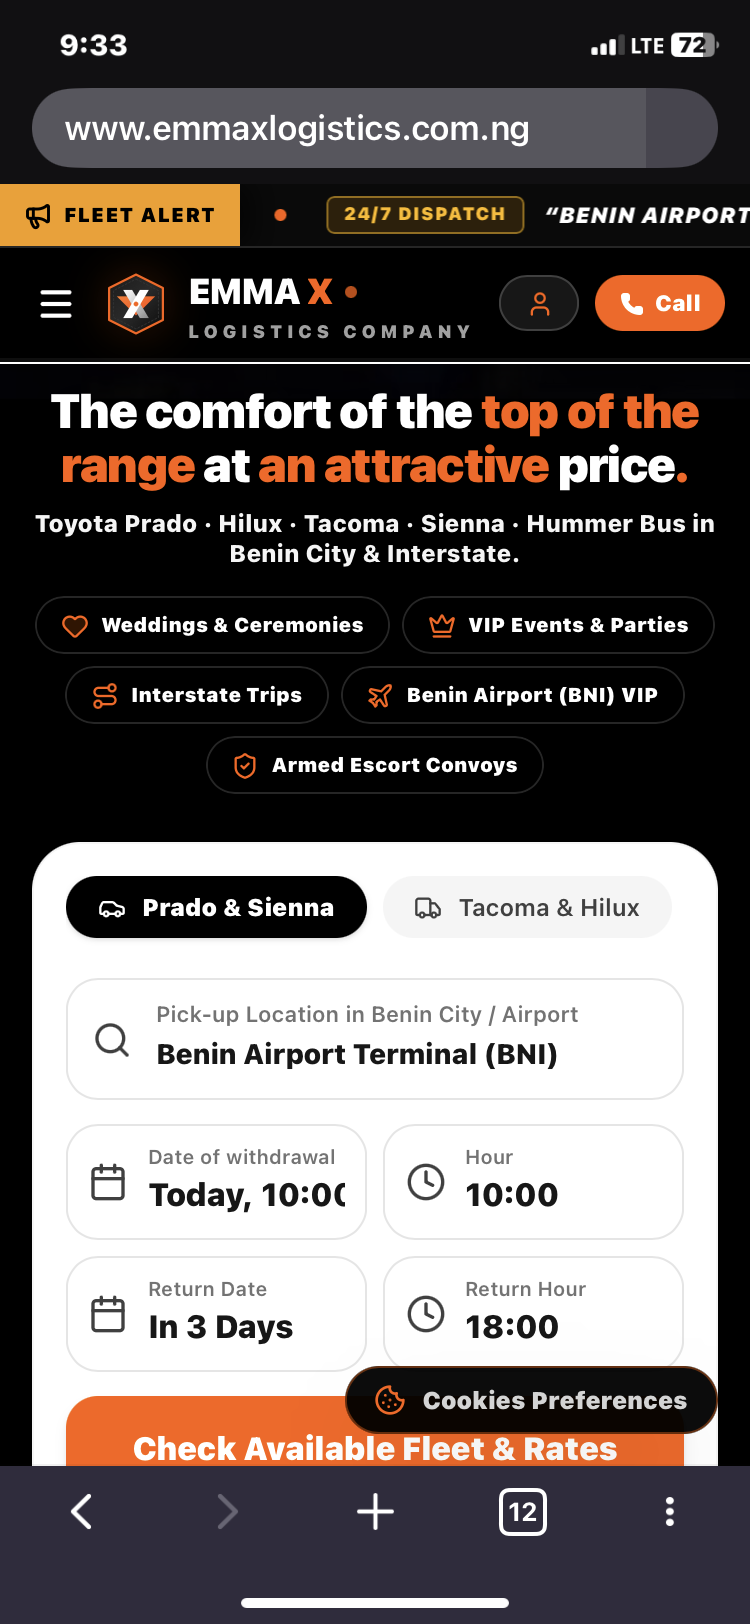 9:33
LTE 72
www.emmaxlogistics.com.ng
FLEET ALERT
24/7 DISPATCH
“BENIN AIRPORT
EMMA X
LOGISTICS COMPANY
Call
The comfort of the top of the
range at an attractive price.
Toyota Prado · Hilux · Tacoma · Sienna · Hummer Bus in
Benin City & Interstate.
Weddings & Ceremonies
VIP Events & Parties
Interstate Trips
Benin Airport (BNI) VIP
Armed Escort Convoys
Prado & Sienna
Tacoma & Hilux
Pick-up Location in Benin City / Airport
Benin Airport Terminal (BNI)
Date of withdrawal
Today, 10:00
Hour
10:00
Return Date
In 3 Days
Return Hour
18:00
Cookies Preferences
Check Available Fleet & Rates
12